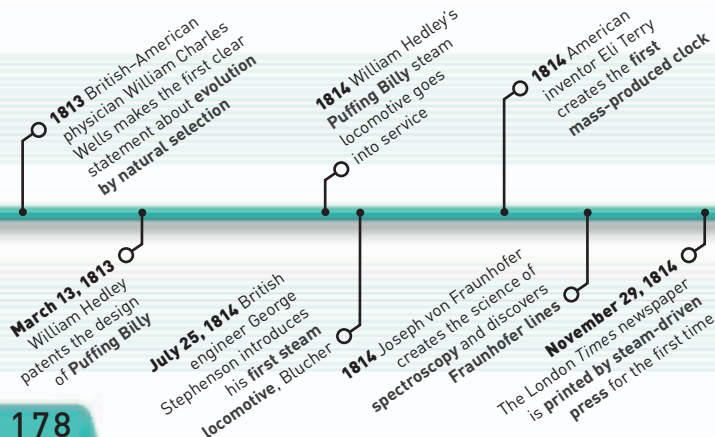 1813 British–American
physician William Charles
Wells makes the first clear
statement about evolution
by natural selection
1814 William Hedley's
Puffing Billy steam
locomotive goes
into service
1814 American
inventor Eli Terry
creates the first
mass-produced clock
March 13, 1813
William Hedley
patents the design
of Puffing Billy
July 25, 1814 British
engineer George
Stephenson introduces
his first steam
locomotive, Blucher
1814 Joseph von Fraunhofer
creates the science of
spectroscopy and discovers
Fraunhofer lines
November 29, 1814
The London Times newspaper
is printed by steam-driven
press for the first time
178